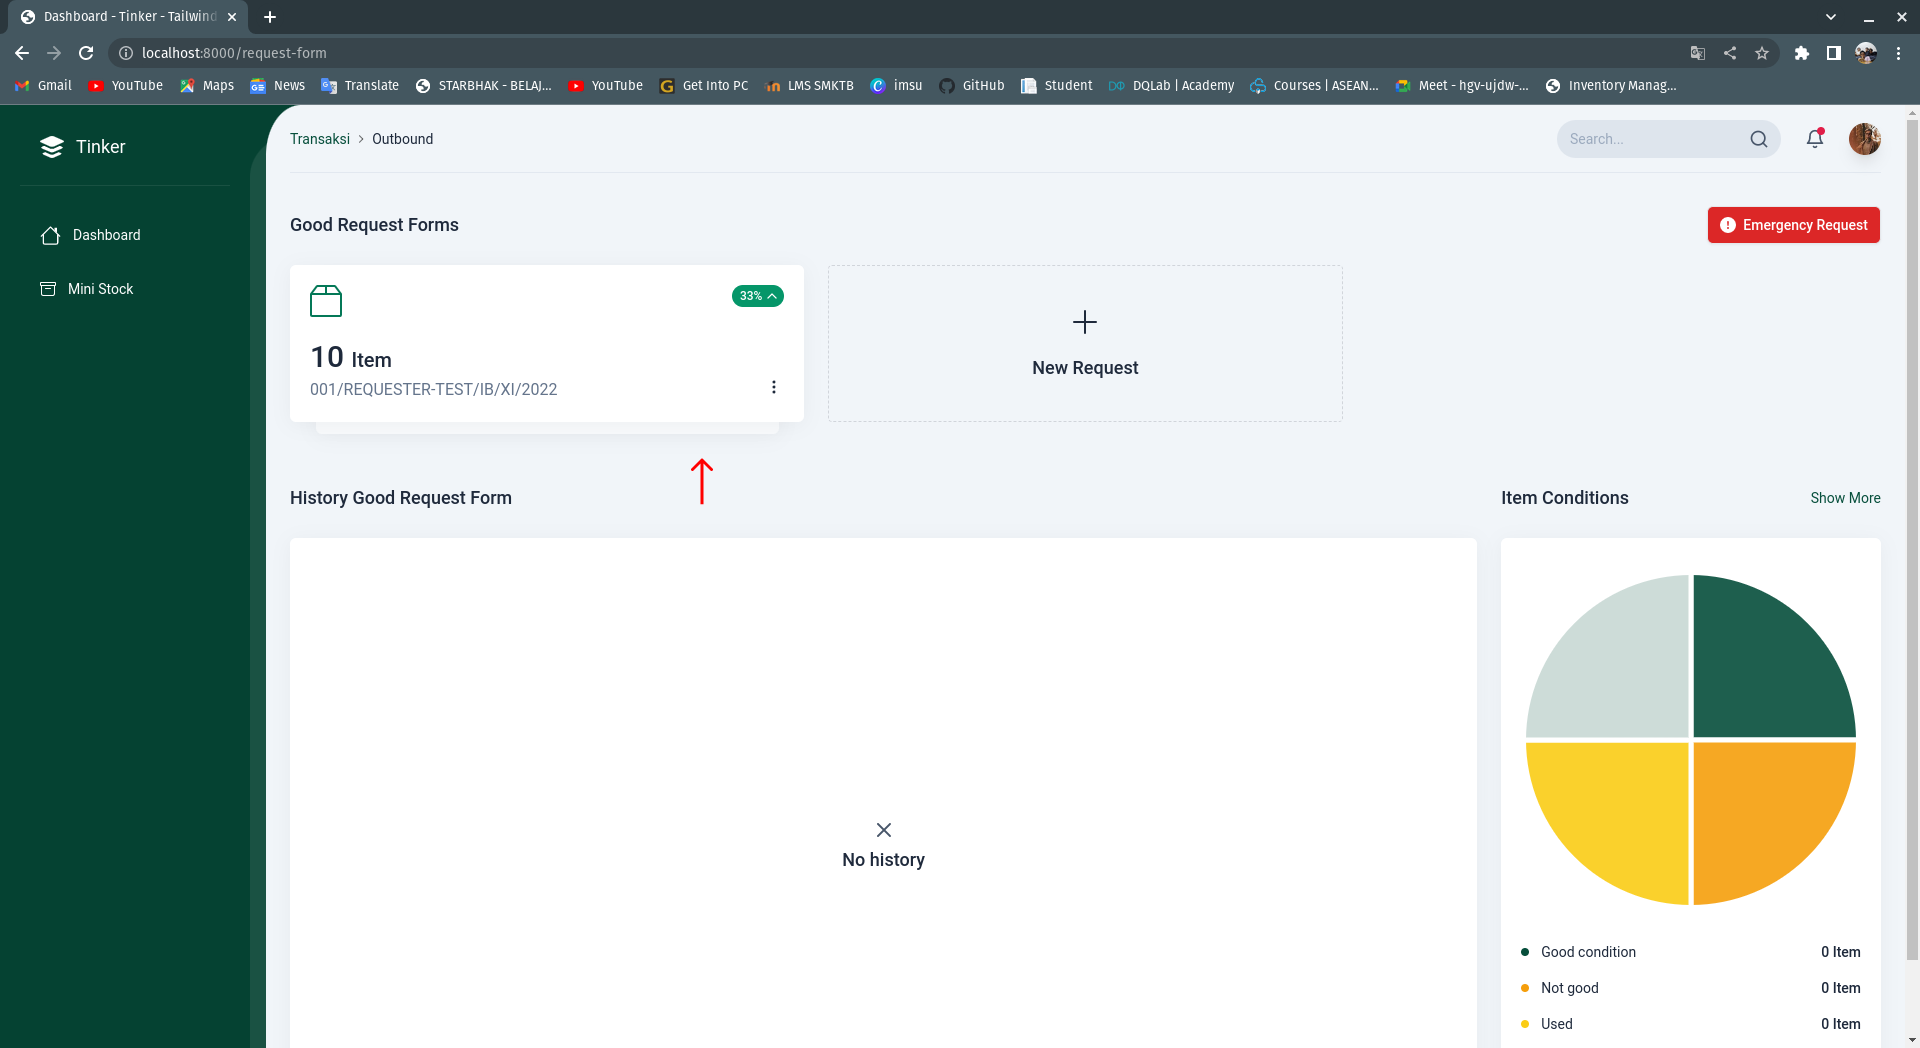 Dashboard - Tinker - Tailwind
localhost:8000/request-form
Gmail YouTube Maps News Translate STARBHAK - BELAJ... YouTube Get Into PC LMS SMKTB imsu GitHub Student DQLab | Academy Courses | ASEAN... Meet - hgv-ujdw-... Inventory Manag...
Tinker
Dashboard
Mini Stock
Transaksi > Outbound
Search...
Good Request Forms
Emergency Request
33%
10 Item
001/REQUESTER-TEST/IB/XI/2022
New Request
History Good Request Form
No history
Item Conditions
Show More
Good condition 0 Item
Not good 0 Item
Used 0 Item